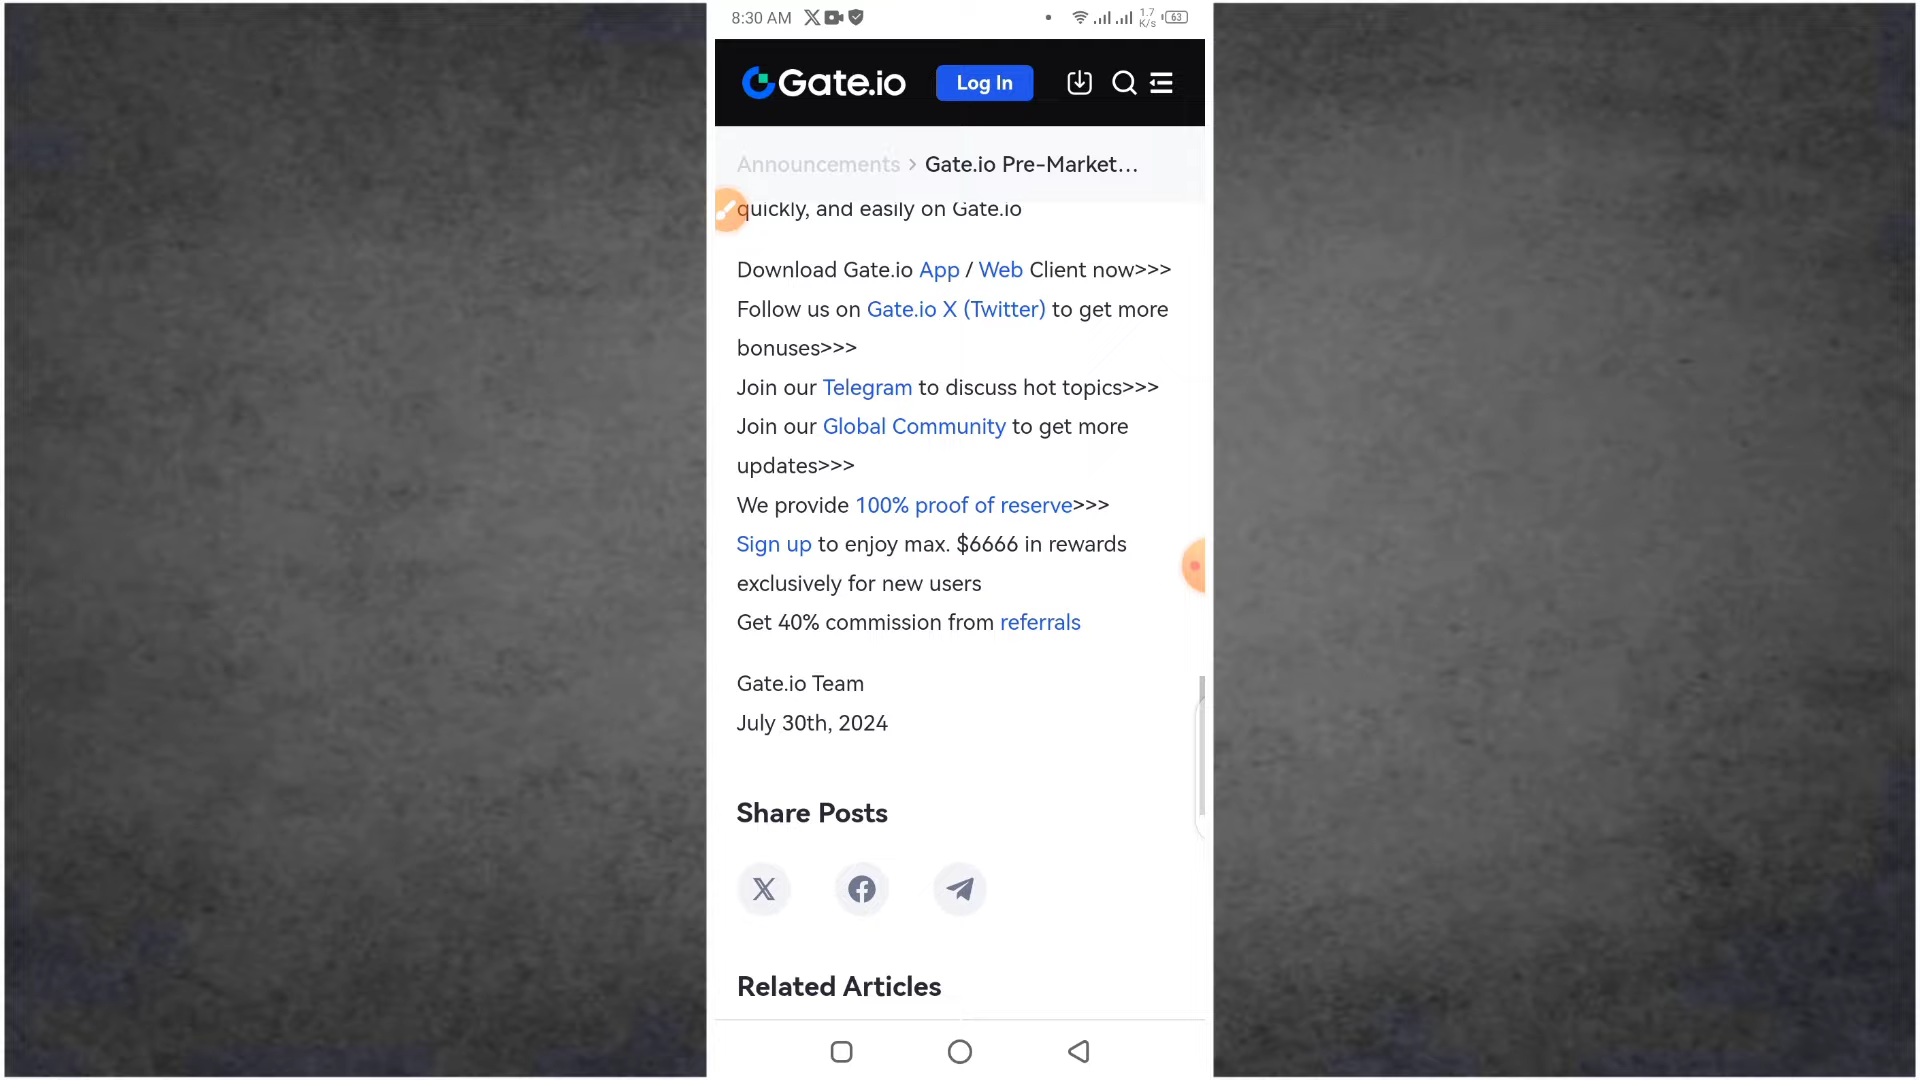 8:30 AM
1.7
K/s
63
Gate.io
Log In
Announcements > Gate.io Pre-Market...
quickly, and easily on Gate.io
Download Gate.io App / Web Client now>>>
Follow us on Gate.io X (Twitter) to get more
bonuses>>>
Join our Telegram to discuss hot topics>>>
Join our Global Community to get more
updates>>>
We provide 100% proof of reserve>>>
Sign up to enjoy max. $6666 in rewards
exclusively for new users
Get 40% commission from referrals
Gate.io Team
July 30th, 2024
Share Posts
Related Articles